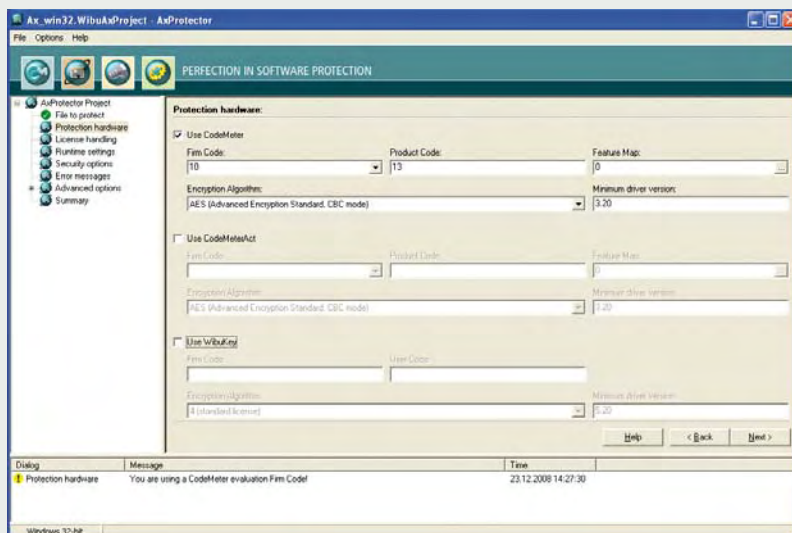 Ax_win32.WibuAxProject - AxProtector
File Options Help
PERFECTION IN SOFTWARE PROTECTION
AxProtector Project
File to protect
Protection hardware
License handling
Runtime settings
Security options
Error messages
Advanced options
Summary
Protection hardware:
Use CodeMeter
Firm Code: Product Code: Feature Map:
10 13 0 ...
Encryption Algorithm: Minimum driver version:
AES (Advanced Encryption Standard, CBC mode) 3.20
Use CodeMeterAct
Firm Code: Product Code: Feature Map:
0 ...
Encryption Algorithm: Minimum driver version:
AES (Advanced Encryption Standard, CBC mode) 3.20
Use WibuKey
Firm Code: User Code:
Encryption Algorithm: Minimum driver version:
4 (standard license) 5.20
Help < Back Next >
Dialog Message Time
Protection hardware You are using a CodeMeter evaluation Firm Code! 23.12.2008 14:27:30
Windows 32-bit